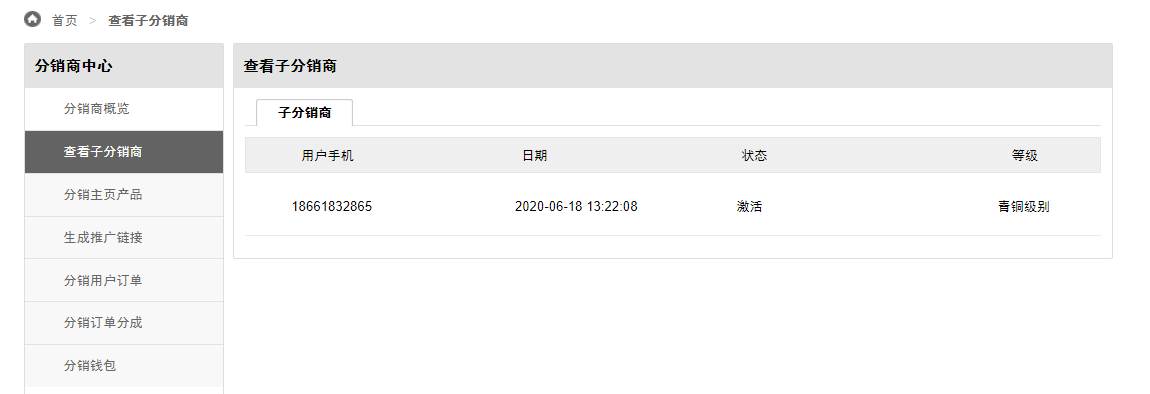 首页 > 查看子分销商
分销商中心
分销商概览
查看子分销商
分销主页产品
生成推广链接
分销用户订单
分销订单分成
分销钱包
查看子分销商
子分销商
用户手机 日期 状态 等级
18661832865 2020-06-18 13:22:08 激活 青铜级别